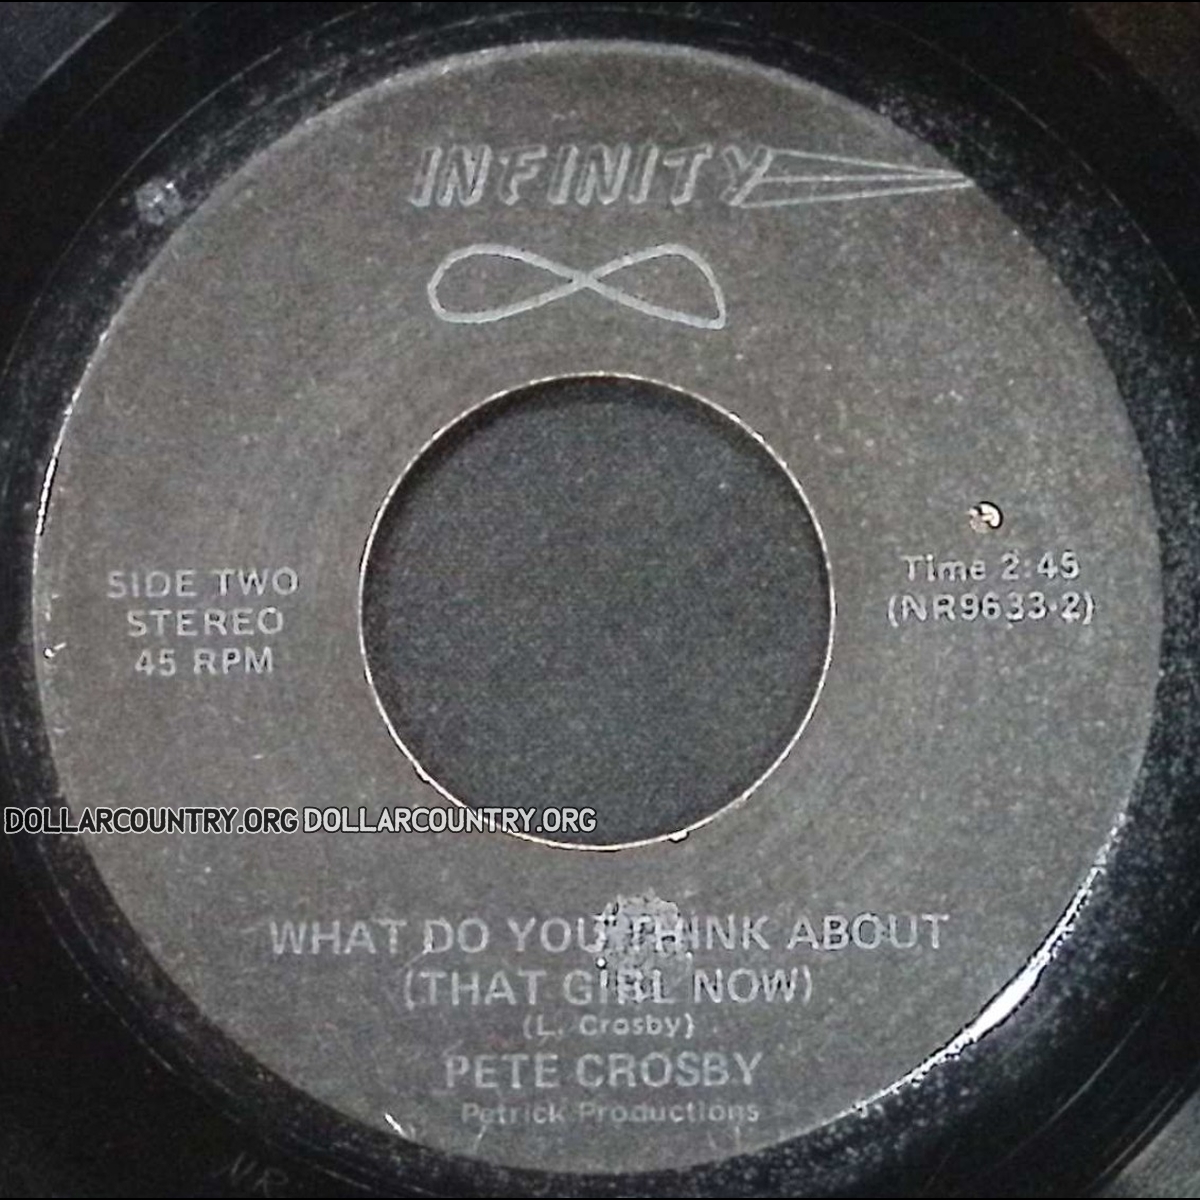 INFINITY
SIDE TWO
STEREO
45 RPM
Time 2:45
(NR9633-2)
DOLLARCOUNTRY.ORG DOLLARCOUNTRY.ORG
WHAT DO YOU THINK ABOUT
(THAT GIRL NOW)
(L. Crosby)
PETE CROSBY
Petrick Productions
NR